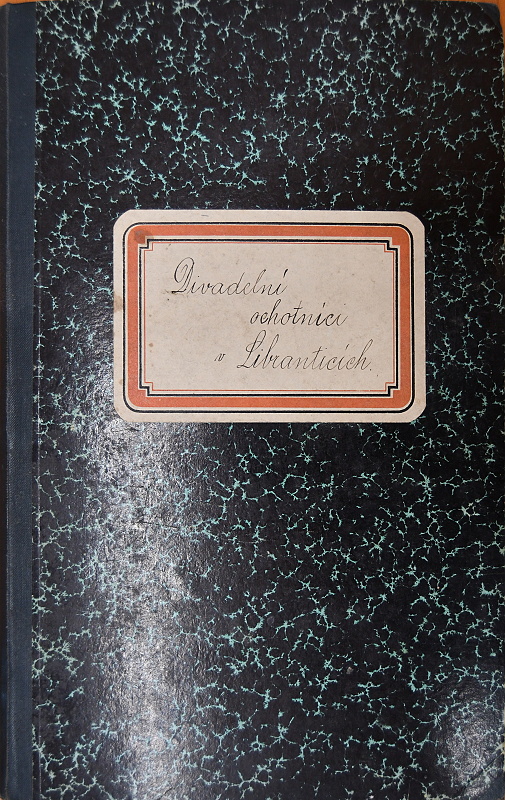 Divadelní
ochotníci
v Libranticích.